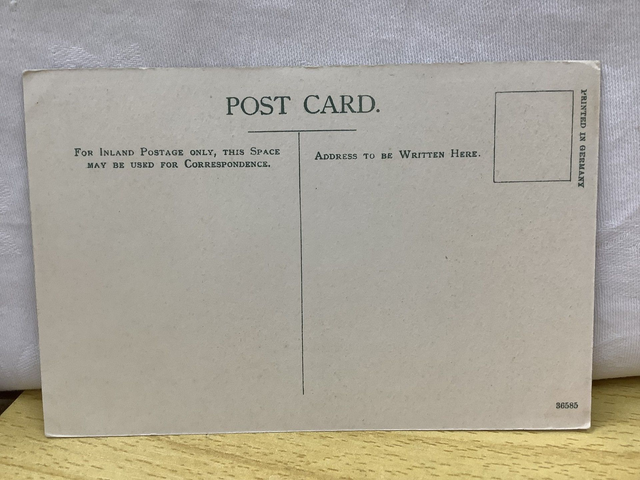 POST CARD.
FOR INLAND POSTAGE ONLY, THIS SPACE
MAY BE USED FOR CORRESPONDENCE.
ADDRESS TO BE WRITTEN HERE.
PRINTED IN GERMANY
36585